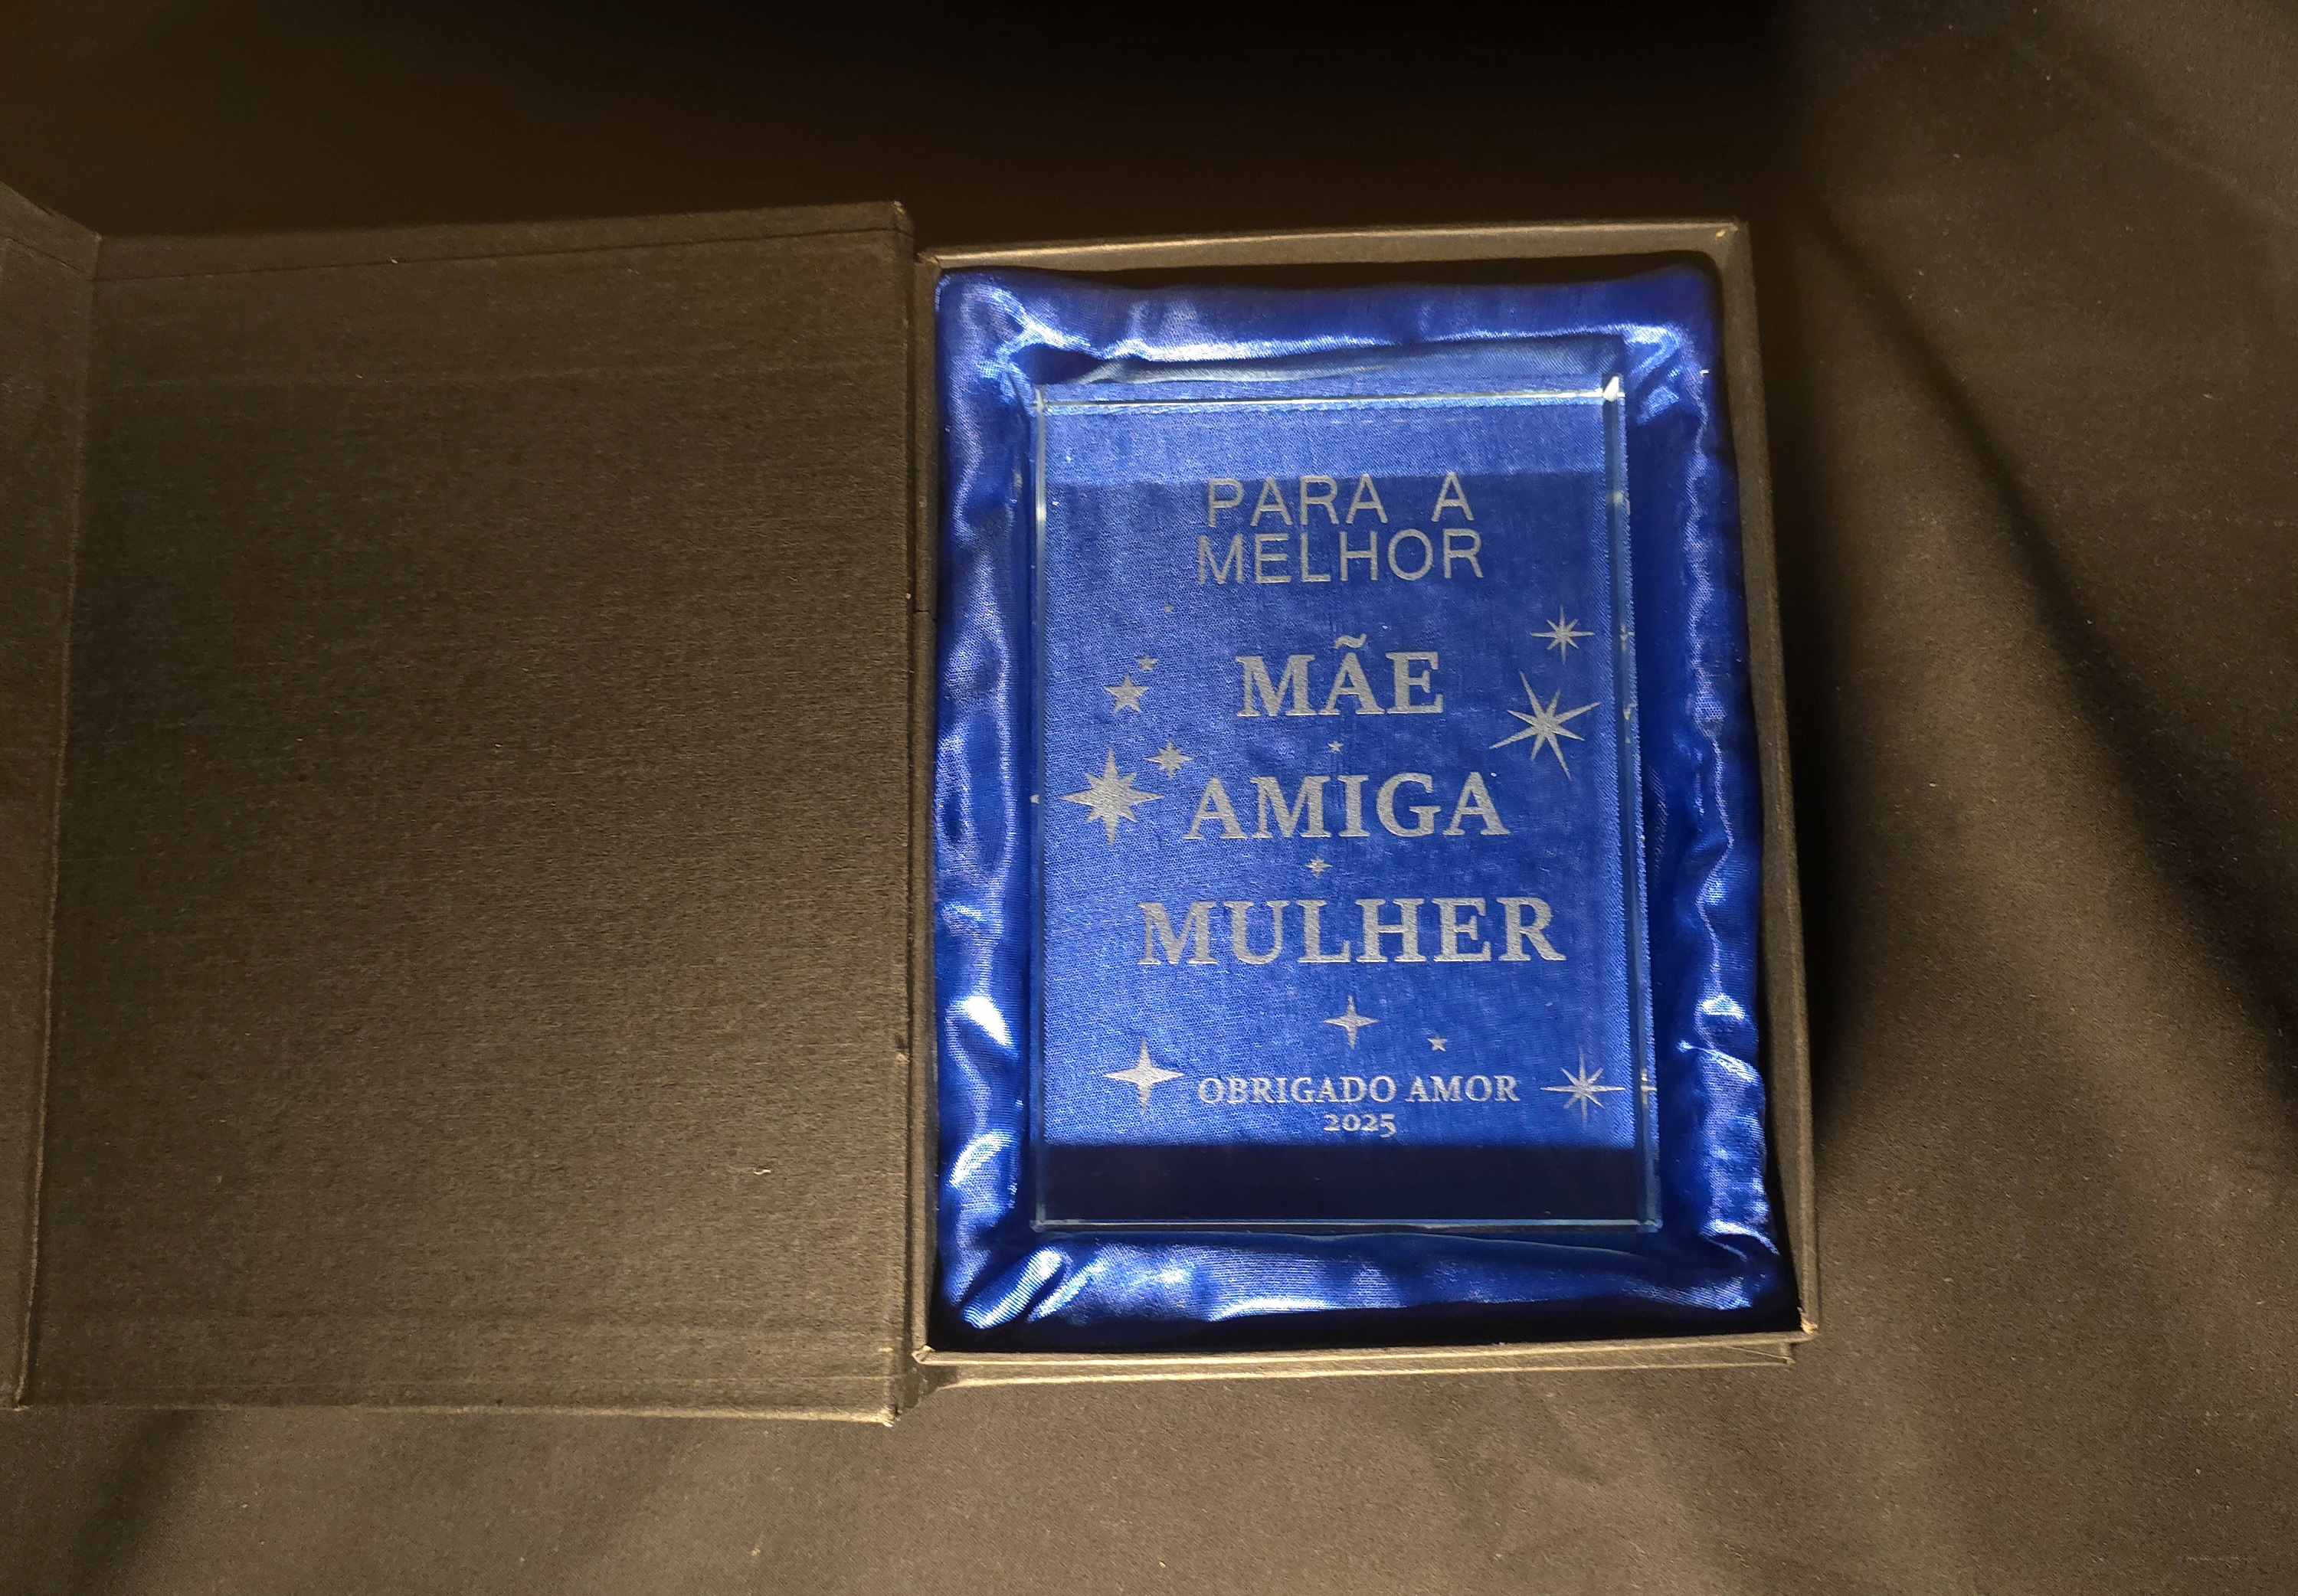 PARA A
MELHOR
MÃE
AMIGA
MULHER
OBRIGADO AMOR
2025